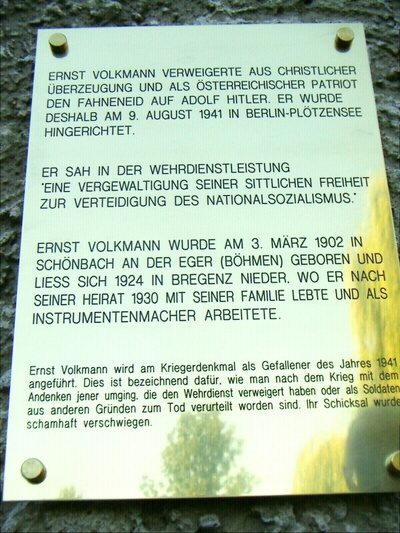 ERNST VOLKMANN VERWEIGERTE AUS CHRISTLICHER
ÜBERZEUGUNG UND ALS ÖSTERREICHISCHER PATRIOT
DEN FAHNENEID AUF ADOLF HITLER. ER WURDE
DESHALB AM 9. AUGUST 1941 IN BERLIN-PLÖTZENSEE
HINGERICHTET.
ER SAH IN DER WEHRDIENSTLEISTUNG
"EINE VERGEWALTIGUNG SEINER SITTLICHEN FREIHEIT
ZUR VERTEIDIGUNG DES NATIONALSOZIALISMUS."
ERNST VOLKMANN WURDE AM 3. MÄRZ 1902 IN
SCHÖNBACH AN DER EGER (BÖHMEN) GEBOREN UND
LIESS SICH 1924 IN BREGENZ NIEDER, WO ER NACH
SEINER HEIRAT 1930 MIT SEINER FAMILIE LEBTE UND ALS
INSTRUMENTENMACHER ARBEITETE.
Ernst Volkmann wird am Kriegerdenkmal als Gefallener des Jahres 1941
angeführt. Dies ist bezeichnend dafür, wie man nach dem Krieg mit dem
Andenken jener umging, die den Wehrdienst verweigert haben oder als Soldaten
aus anderen Gründen zum Tod verurteilt worden sind. Ihr Schicksal wurde
schamhaft verschwiegen.